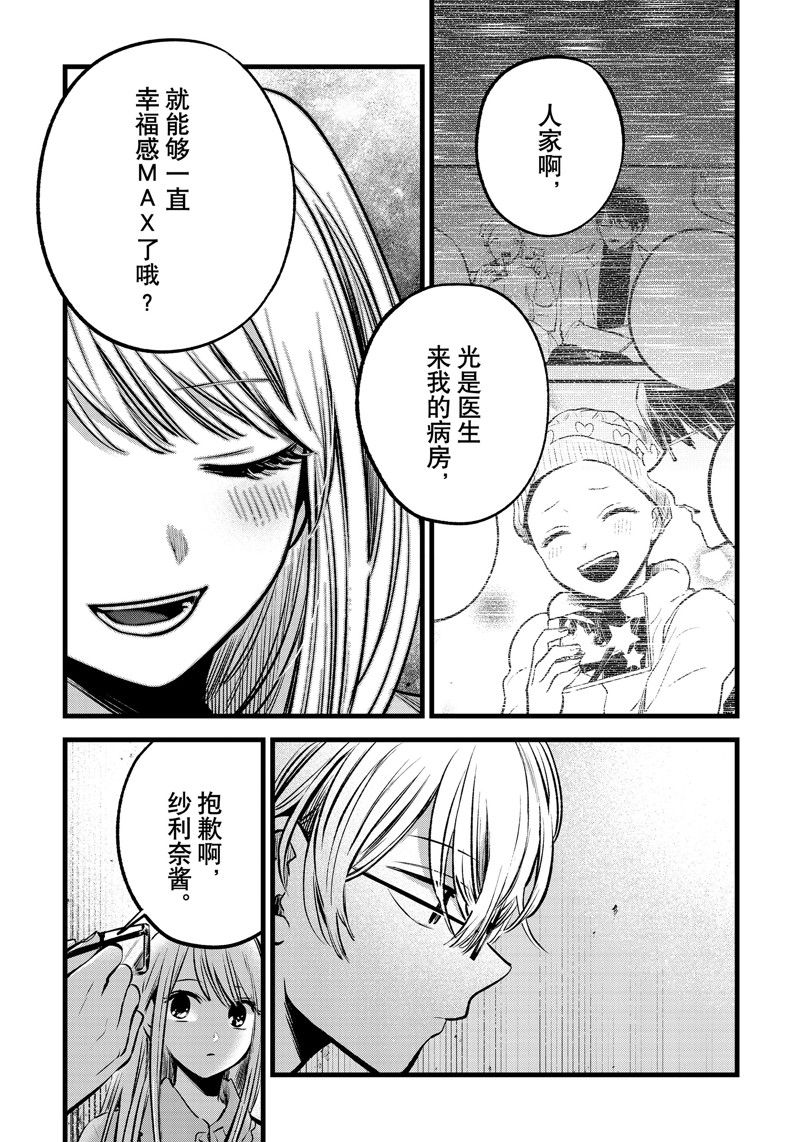 人家啊，
光是医生
来我的病房，
就能够一直
幸福感MAX了哦？
抱歉啊，
纱利奈酱。